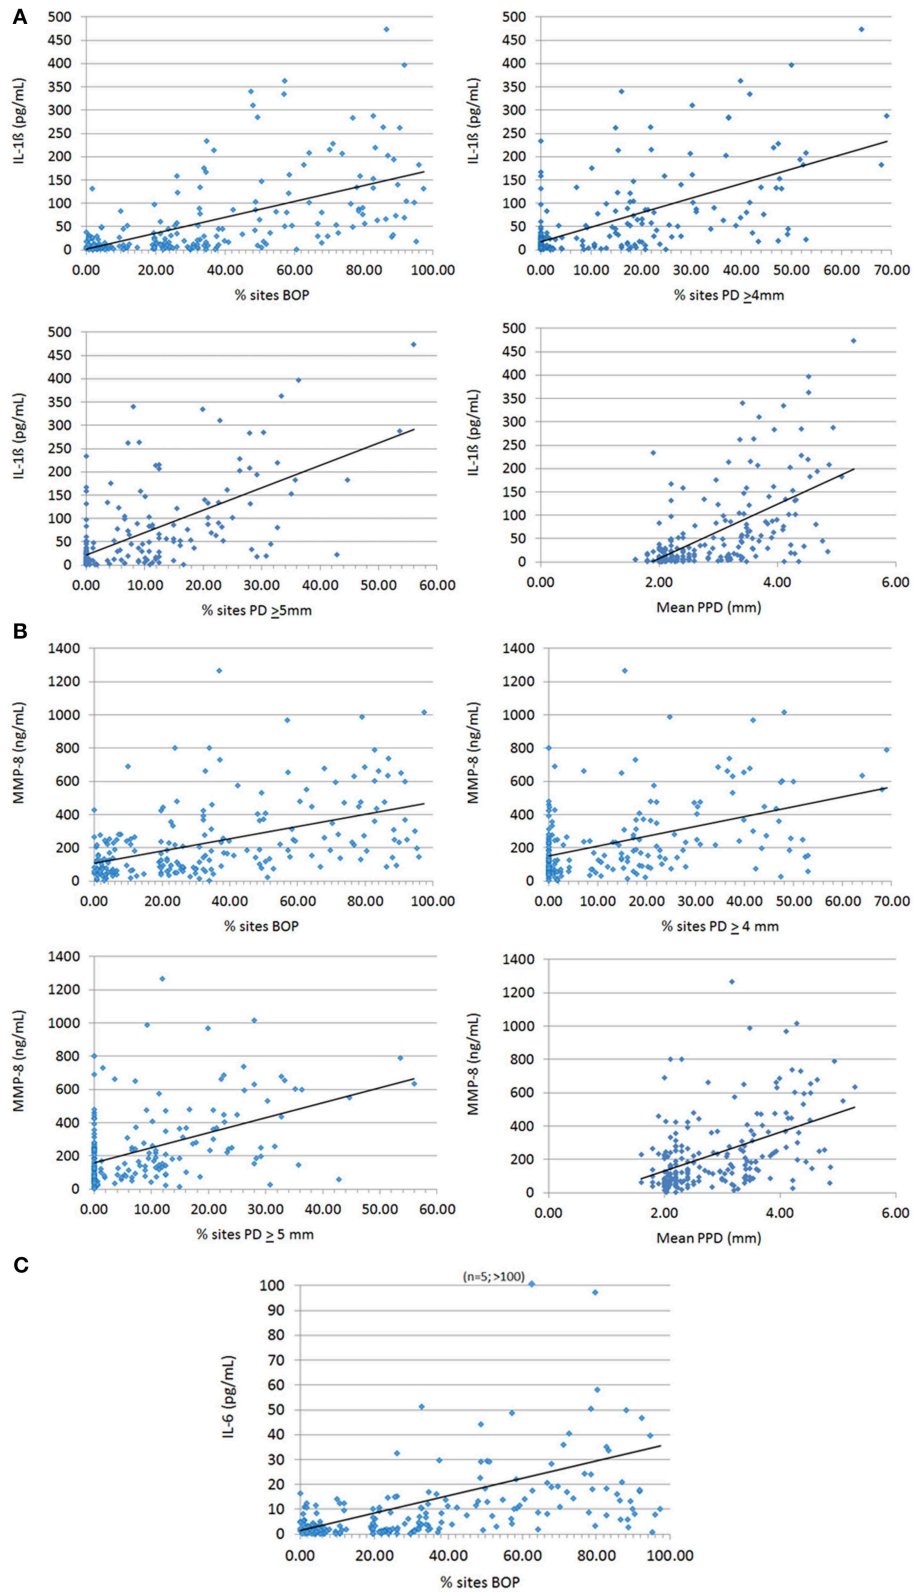 A
500
450
400
350
300
250
200
150
100
50
0
IL-1ß (pg/mL)
0.00 20.00 40.00 60.00 80.00 100.00
% sites BOP
500
450
400
350
300
250
200
150
100
50
0
IL-1ß (pg/mL)
0.00 10.00 20.00 30.00 40.00 50.00 60.00 70.00
% sites PD ≥4mm
500
450
400
350
300
250
200
150
100
50
0
IL-1ß (pg/mL)
0.00 10.00 20.00 30.00 40.00 50.00 60.00
% sites PD ≥5mm
500
450
400
350
300
250
200
150
100
50
0
IL-1ß (pg/mL)
0.00 2.00 4.00 6.00
Mean PPD (mm)
B
1400
1200
1000
800
600
400
200
0
MMP-8 (ng/mL)
0.00 20.00 40.00 60.00 80.00 100.00
% sites BOP
1400
1200
1000
800
600
400
200
0
MMP-8 (ng/mL)
0.00 10.00 20.00 30.00 40.00 50.00 60.00 70.00
% sites PD ≥ 4 mm
1400
1200
1000
800
600
400
200
0
MMP-8 (ng/mL)
0.00 10.00 20.00 30.00 40.00 50.00 60.00
% sites PD ≥ 5 mm
1400
1200
1000
800
600
400
200
0
MMP-8 (ng/mL)
0.00 2.00 4.00 6.00
Mean PPD (mm)
C
(n=5; >100)
100
90
80
70
60
50
40
30
20
10
0
IL-6 (pg/mL)
0.00 20.00 40.00 60.00 80.00 100.00
% sites BOP